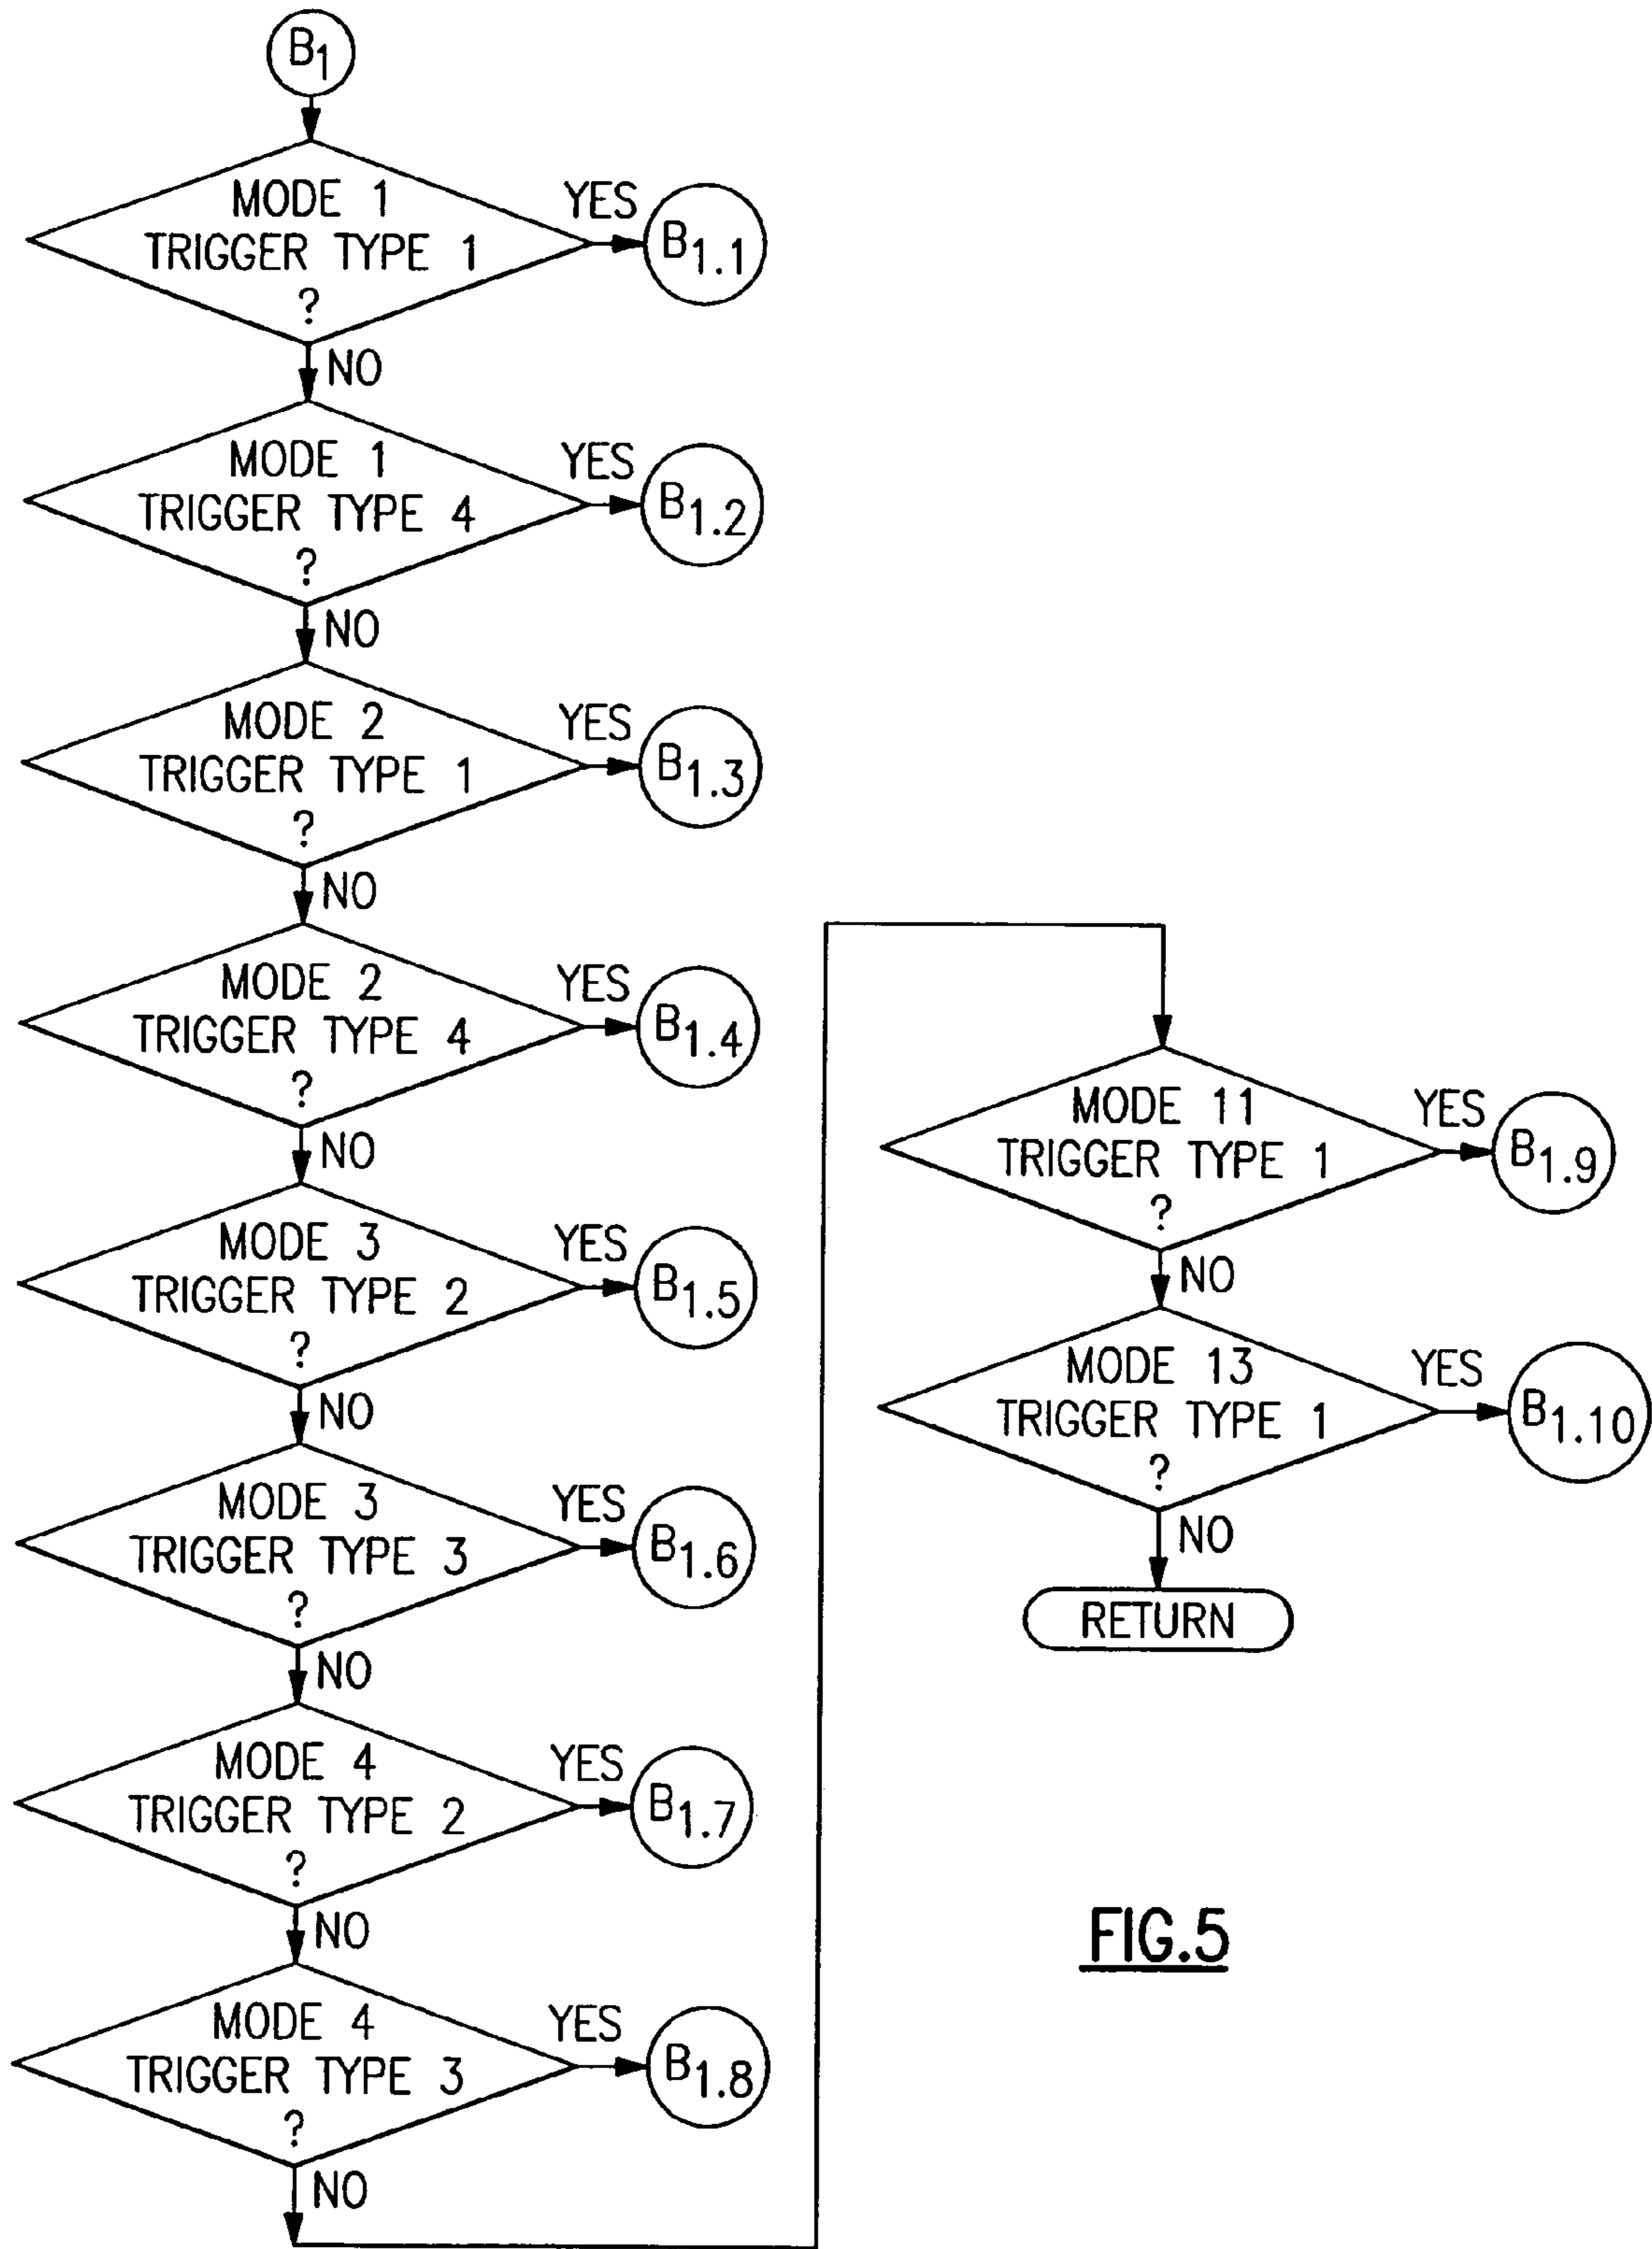 B1
MODE 1
TRIGGER TYPE 1
?
YES
B1.1
NO
MODE 1
TRIGGER TYPE 4
?
YES
B1.2
NO
MODE 2
TRIGGER TYPE 1
?
YES
B1.3
NO
MODE 2
TRIGGER TYPE 4
?
YES
B1.4
NO
MODE 3
TRIGGER TYPE 2
?
YES
B1.5
NO
MODE 3
TRIGGER TYPE 3
?
YES
B1.6
NO
MODE 4
TRIGGER TYPE 2
?
YES
B1.7
NO
MODE 4
TRIGGER TYPE 3
?
YES
B1.8
NO
MODE 11
TRIGGER TYPE 1
?
YES
B1.9
NO
MODE 13
TRIGGER TYPE 1
?
YES
B1.10
NO
RETURN
FIG.5